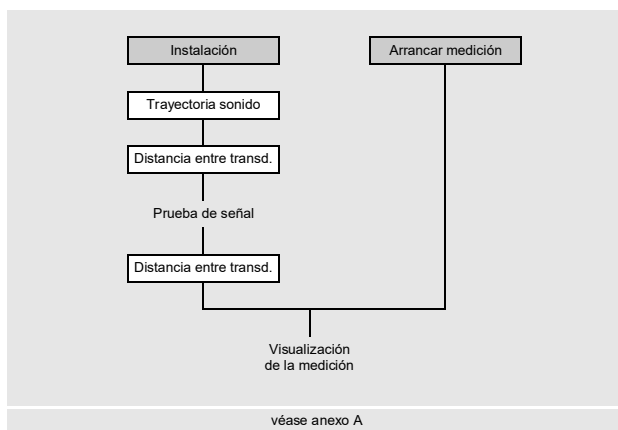 Instalación
Arrancar medición
Trayectoria sonido
Distancia entre transd.
Prueba de señal
Distancia entre transd.
Visualización
de la medición
véase anexo A